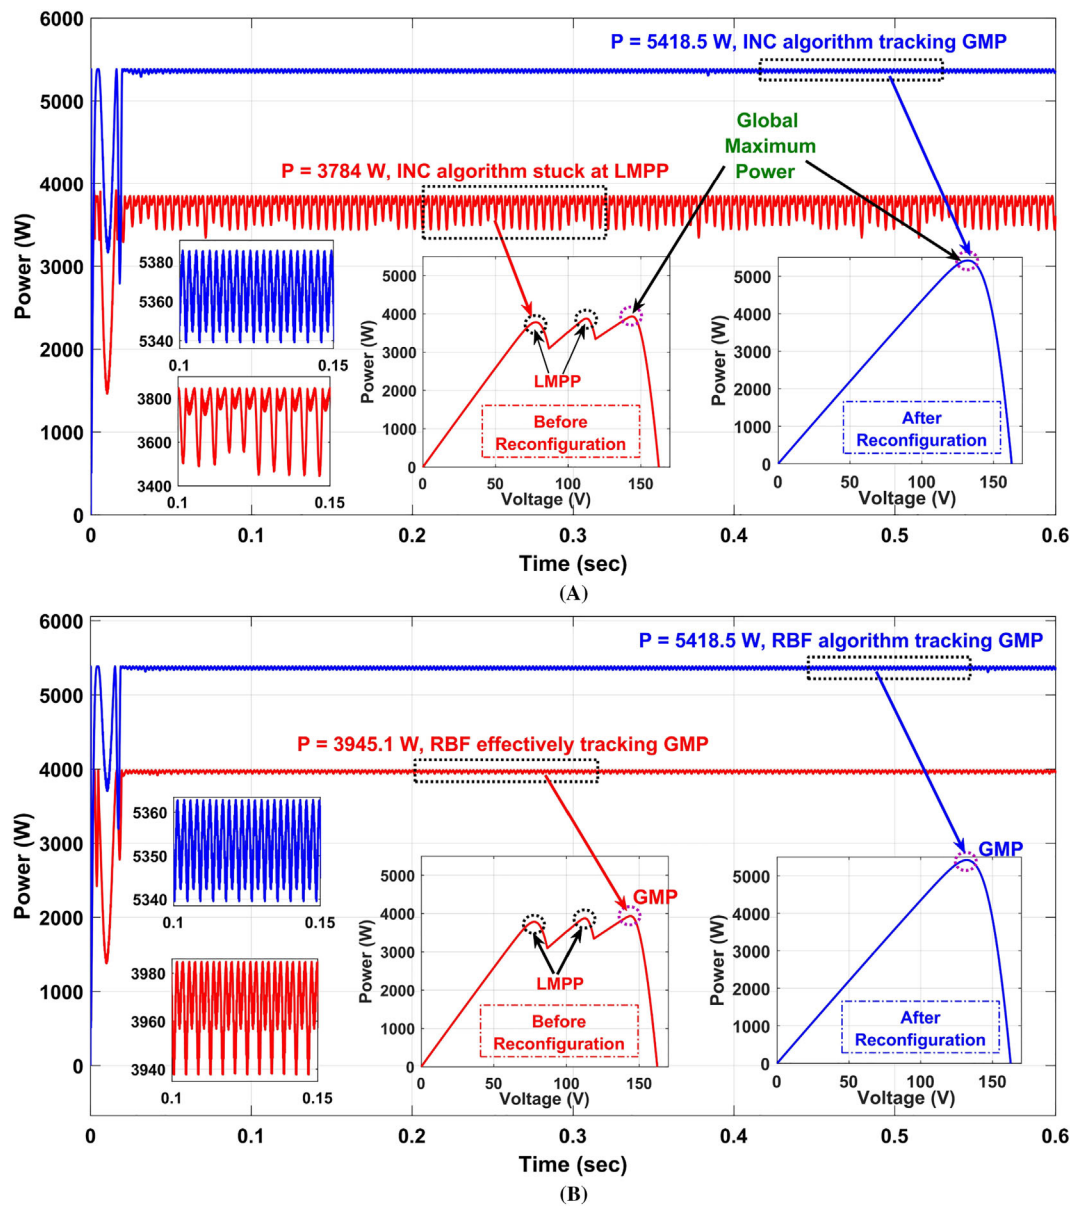 P = 5418.5 W, INC algorithm tracking GMP
Global
Maximum
Power
P = 3784 W, INC algorithm stuck at LMPP
Power (W)
6000
5000
4000
3000
2000
1000
0
0
0.1
0.2
0.3
0.4
0.5
0.6
Time (sec)
5380
5360
5340
0.1
0.15
3800
3600
3400
0.1
0.15
Power (W)
5000
4000
3000
2000
1000
0
LMPP
Before
Reconfiguration
0
50
100
150
Voltage (V)
Power (W)
5000
4000
3000
2000
1000
0
After
Reconfiguration
0
50
100
150
Voltage (V)
(A)
P = 5418.5 W, RBF algorithm tracking GMP
P = 3945.1 W, RBF effectively tracking GMP
Power (W)
6000
5000
4000
3000
2000
1000
0
0
0.1
0.2
0.3
0.4
0.5
0.6
Time (sec)
5360
5350
5340
0.1
0.15
3980
3960
3940
0.1
0.15
Power (W)
5000
4000
3000
2000
1000
0
GMP
LMPP
Before
Reconfiguration
0
50
100
150
Voltage (V)
Power (W)
5000
4000
3000
2000
1000
0
GMP
After
Reconfiguration
0
50
100
150
Voltage (V)
(B)